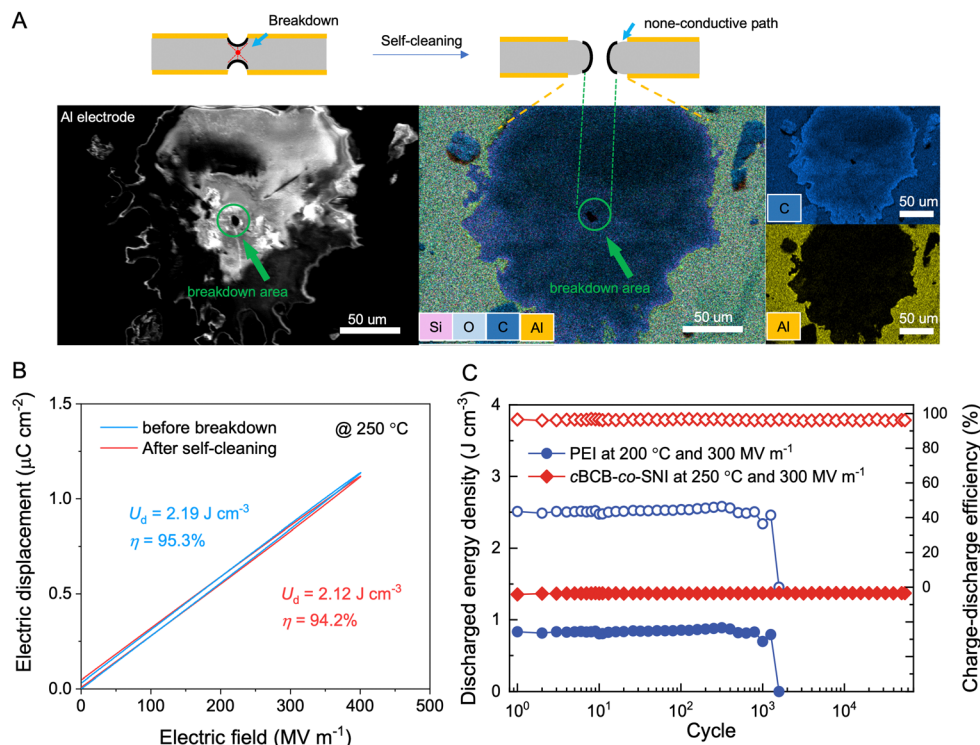 A
Breakdown
Self-cleaning
none-conductive path
Al electrode
breakdown area
50 um
breakdown area
Si O C Al
50 um
C
50 um
Al
50 um
B
1.5
1.0
0.5
0.0
Electric displacement (μC cm⁻²)
before breakdown
After self-cleaning
@ 250 °C
U_d = 2.19 J cm⁻³
η = 95.3%
U_d = 2.12 J cm⁻³
η = 94.2%
0 100 200 300 400 500
Electric field (MV m⁻¹)
C
4
3
2
1
0
Discharged energy density (J cm⁻³)
PEI at 200 °C and 300 MV m⁻¹
cBCB-co-SNI at 250 °C and 300 MV m⁻¹
100
80
60
40
20
0
Charge-discharge efficiency (%)
10⁰ 10¹ 10² 10³ 10⁴
Cycle